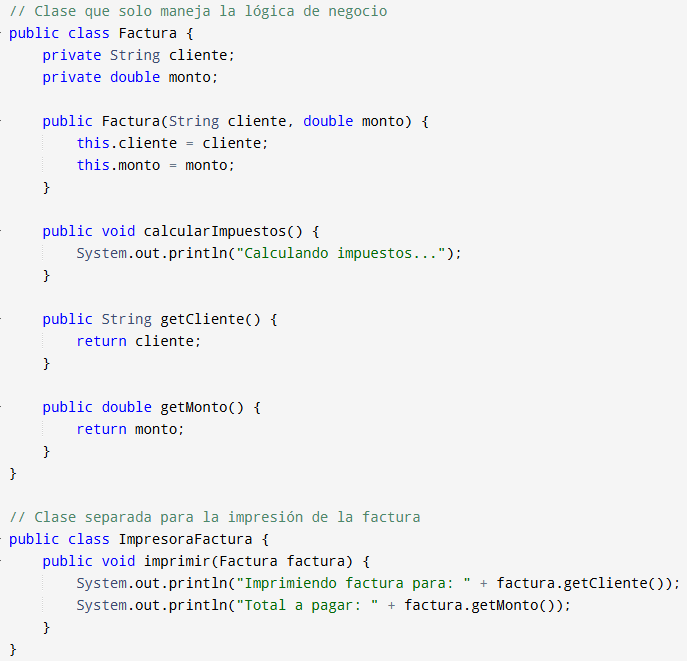 // Clase que solo maneja la lógica de negocio
public class Factura {
    private String cliente;
    private double monto;

    public Factura(String cliente, double monto) {
        this.cliente = cliente;
        this.monto = monto;
    }

    public void calcularImpuestos() {
        System.out.println("Calculando impuestos...");
    }

    public String getCliente() {
        return cliente;
    }

    public double getMonto() {
        return monto;
    }
}

// Clase separada para la impresión de la factura
public class ImpresoraFactura {
    public void imprimir(Factura factura) {
        System.out.println("Imprimiendo factura para: " + factura.getCliente());
        System.out.println("Total a pagar: " + factura.getMonto());
    }
}